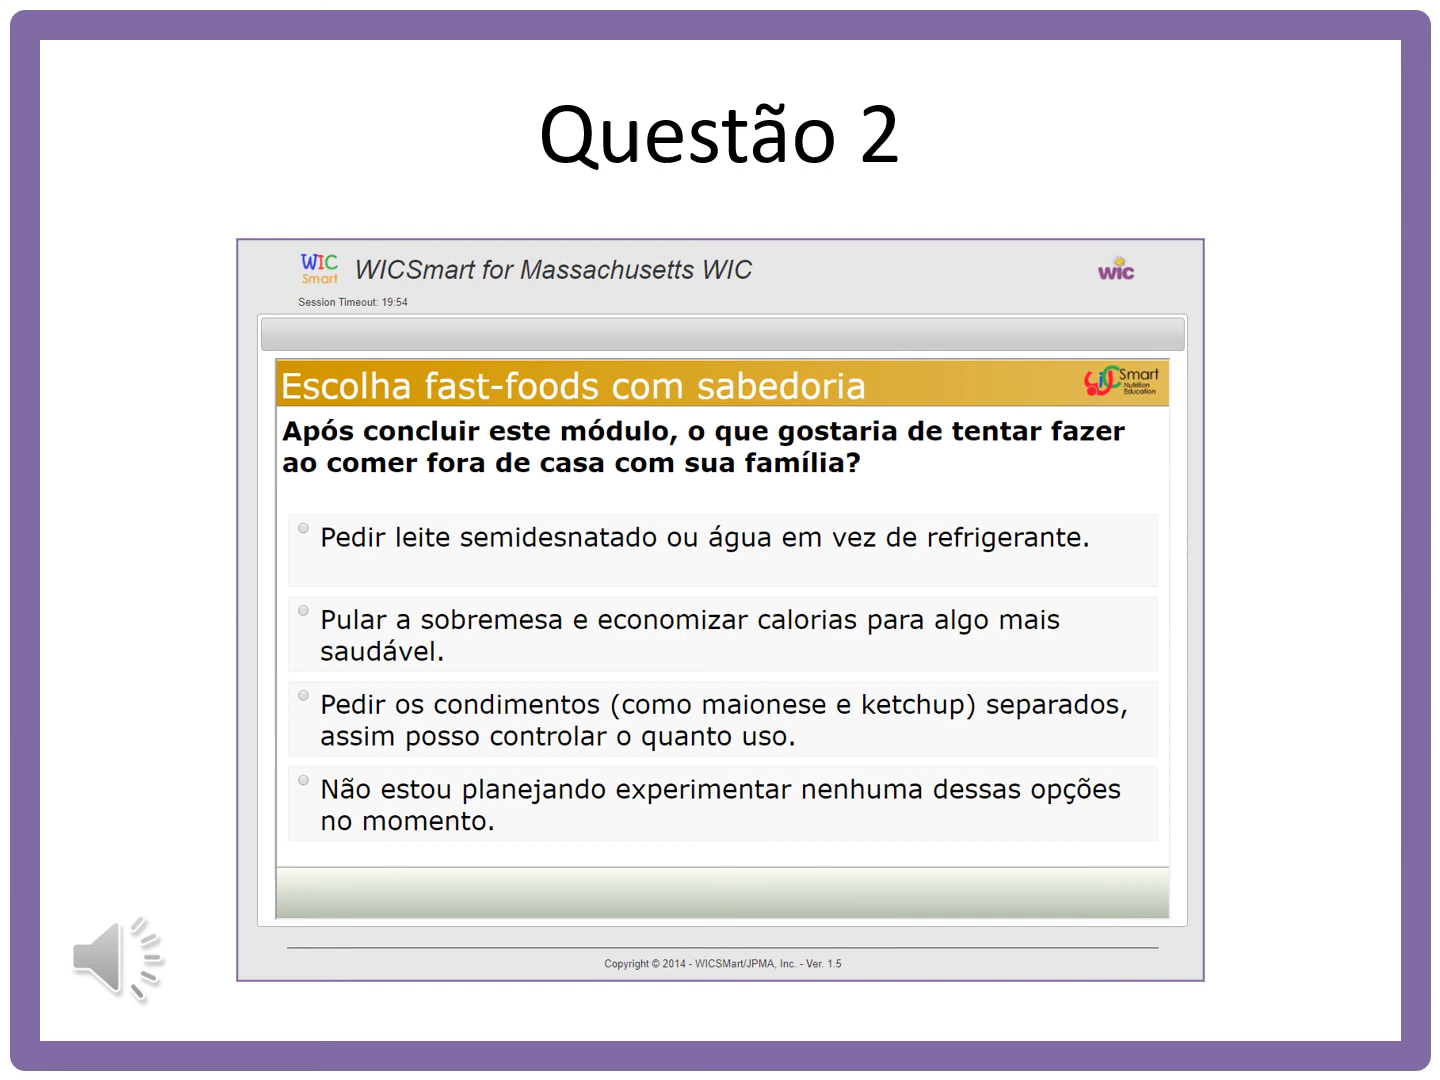 Questão 2
WIC
Smart
WICSmart for Massachusetts WIC
wic
Session Timeout: 19:54
Escolha fast-foods com sabedoria
WIC Smart
Nutrition
Education
Após concluir este módulo, o que gostaria de tentar fazer
ao comer fora de casa com sua família?
Pedir leite semidesnatado ou água em vez de refrigerante.
Pular a sobremesa e economizar calorias para algo mais
saudável.
Pedir os condimentos (como maionese e ketchup) separados,
assim posso controlar o quanto uso.
Não estou planejando experimentar nenhuma dessas opções
no momento.
Copyright © 2014 - WICSMart/JPMA, Inc. - Ver. 1.5